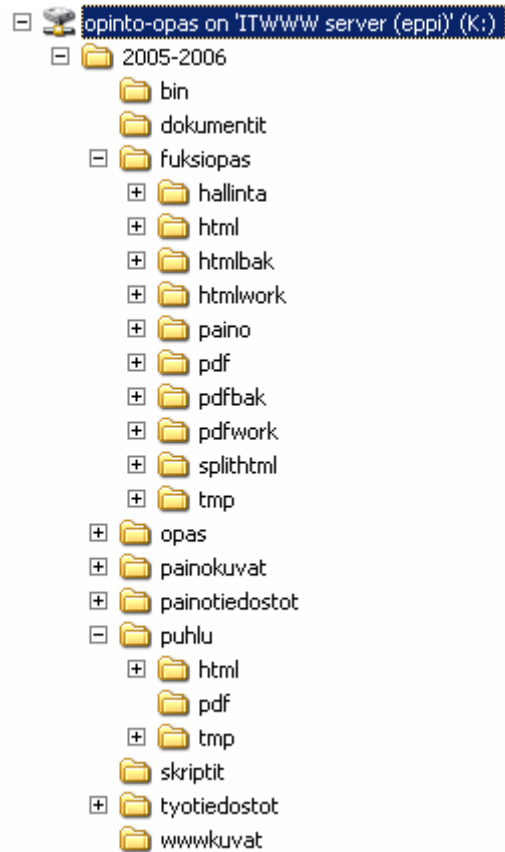 opinto-opas on 'ITWWW server (eppi)' (K:)
2005-2006
bin
dokumentit
fuksiopas
hallinta
html
htmlbak
htmlwork
paino
pdf
pdfbak
pdfwork
splithtml
tmp
opas
painokuvat
painotiedostot
puhlu
html
pdf
tmp
skriptit
tyotiedostot
wwwkuvat